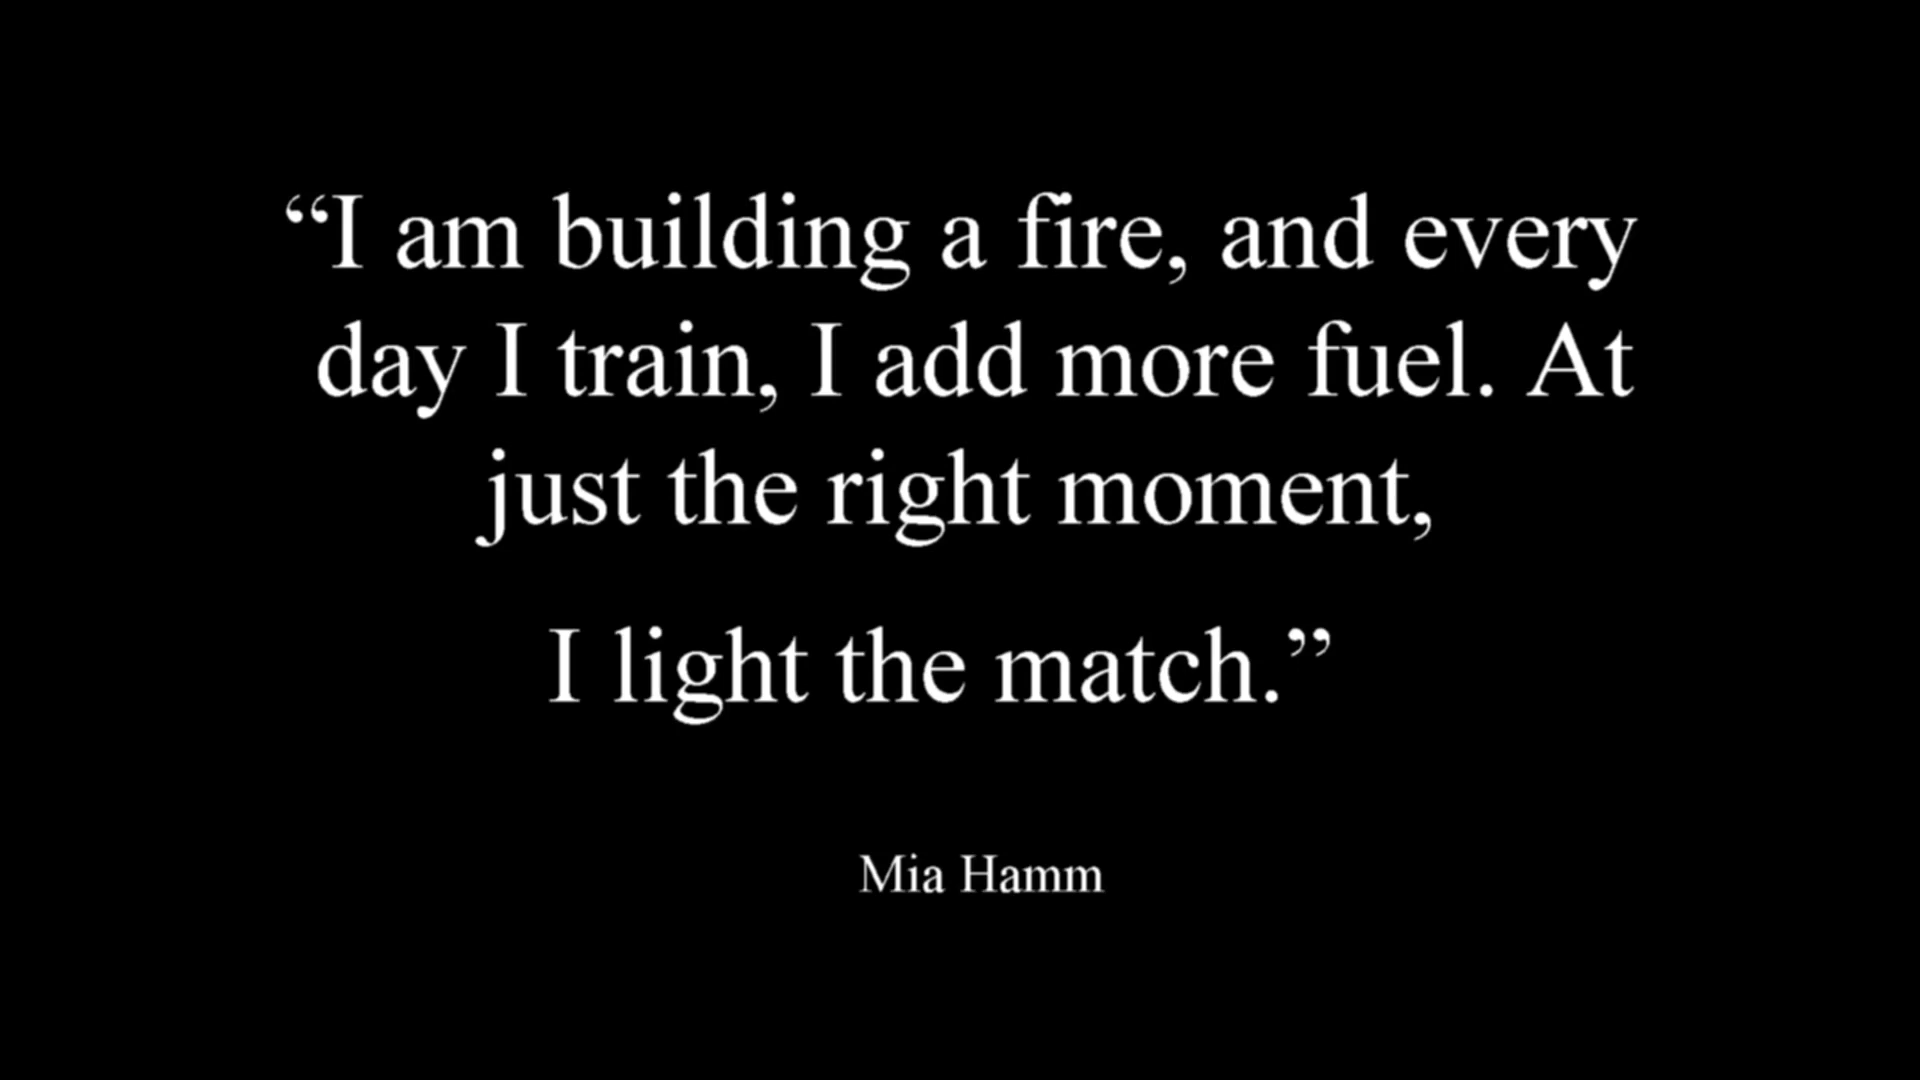 “I am building a fire, and every
day I train, I add more fuel. At
just the right moment,
I light the match.”
Mia Hamm